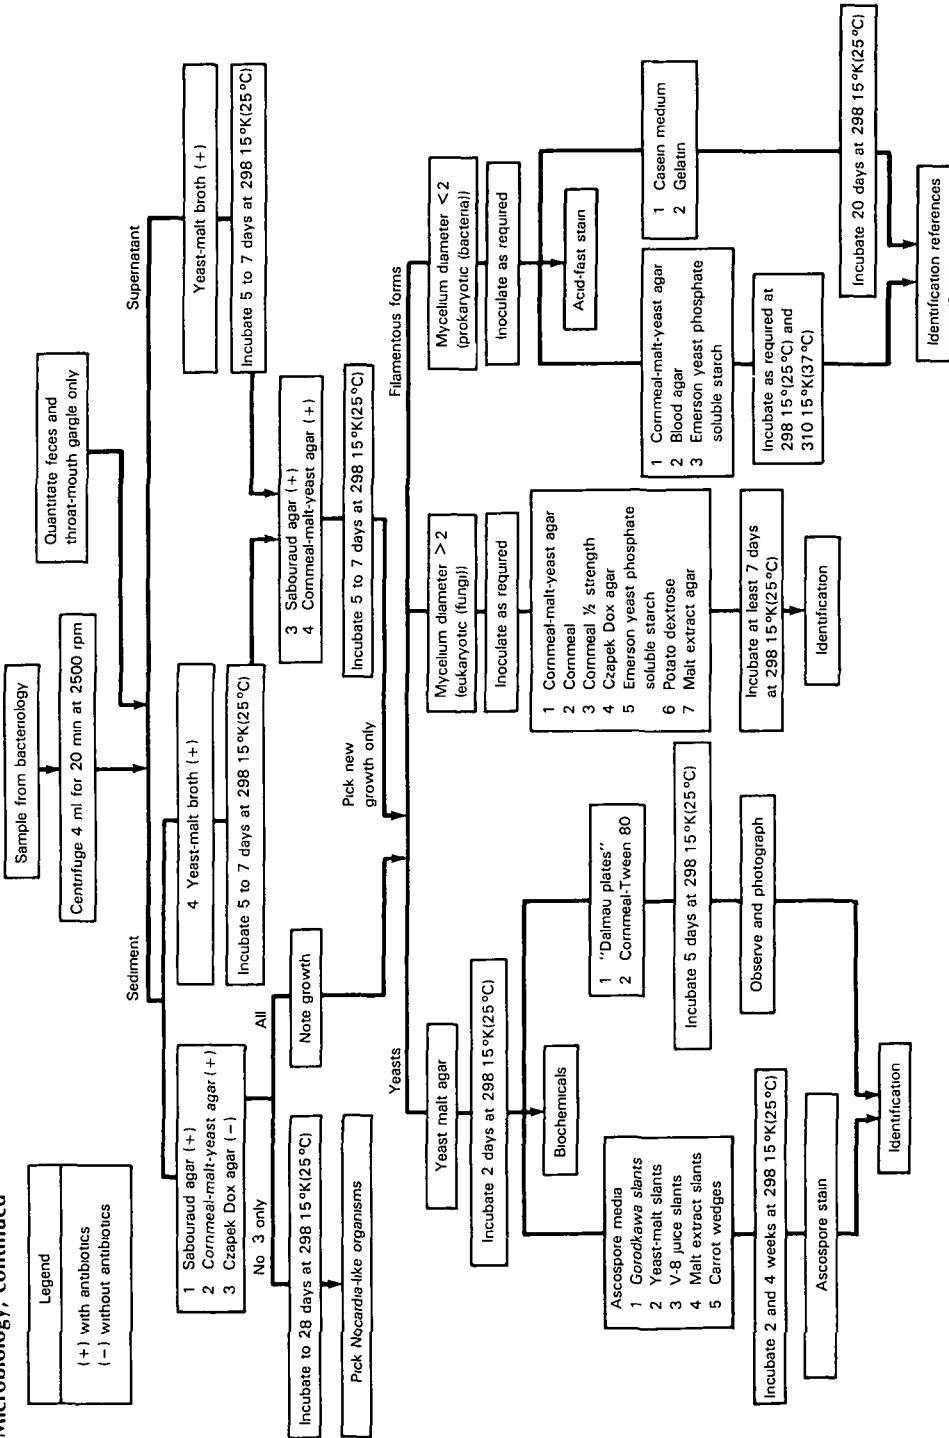 Microbiology, continued
Legend
(+) with antibiotics
(−) without antibiotics
Sample from bacteriology
Centrifuge 4 ml for 20 min at 2500 rpm
Quantitate feces and
throat-mouth gargle only
Sediment
Supernatant
1 Sabouraud agar (+)
2 Cornmeal-malt-yeast agar (+)
3 Czapek Dox agar (−)
4 Yeast-malt broth (+)
Incubate 5 to 7 days at 298 15°K(25°C)
Yeast-malt broth (+)
Incubate 5 to 7 days at 298 15°K(25°C)
No 3 only
All
Incubate to 28 days at 298 15°K(25°C)
Pick Nocardia-like organisms
Note growth
3 Sabouraud agar (+)
4 Cornmeal-malt-yeast agar (+)
Incubate 5 to 7 days at 298 15°K(25°C)
Pick new
growth only
Yeasts
Filamentous forms
Yeast malt agar
Incubate 2 days at 298 15°K(25°C)
Biochemicals
Ascospore media
1 Gorodkawa slants
2 Yeast-malt slants
3 V-8 juice slants
4 Malt extract slants
5 Carrot wedges
Incubate 2 and 4 weeks at 298 15°K(25°C)
Ascospore stain
1 "Dalmau plates"
2 Cornmeal-Tween 80
Incubate 5 days at 298 15°K(25°C)
Observe and photograph
Identification
Mycelium diameter >2
(eukaryotic (fungi))
Inoculate as required
1 Cornmeal-malt-yeast agar
2 Cornmeal
3 Cornmeal ½ strength
4 Czapek Dox agar
5 Emerson yeast phosphate
soluble starch
6 Potato dextrose
7 Malt extract agar
Incubate at least 7 days
at 298 15°K(25°C)
Identification
Mycelium diameter <2
(prokaryotic (bacteria))
Inoculate as required
Acid-fast stain
1 Cornmeal-malt-yeast agar
2 Blood agar
3 Emerson yeast phosphate
soluble starch
Incubate as required at
298 15°(25°C) and
310 15°K(37°C)
1 Casein medium
2 Gelatin
Incubate 20 days at 298 15°K(25°C)
Identification references